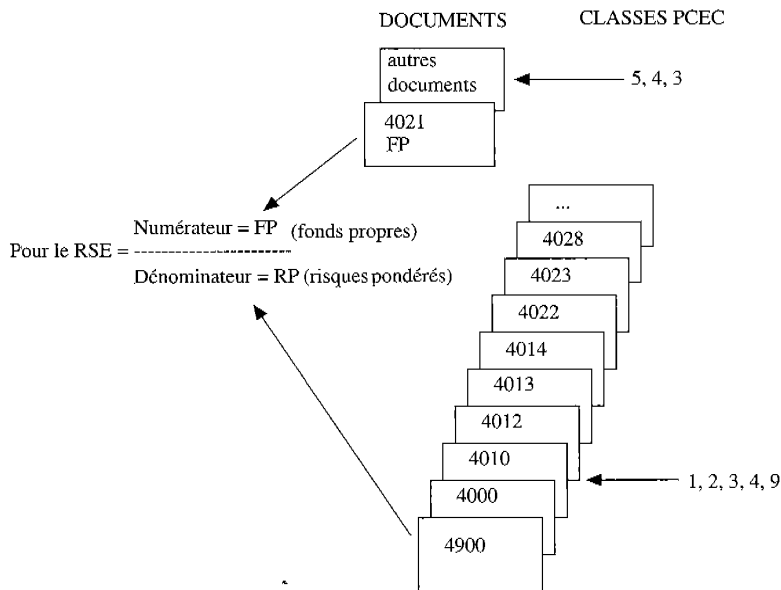 DOCUMENTS
CLASSES PCEC
autres
documents
5, 4, 3
4021
FP
Numérateur = FP (fonds propres)
Pour le RSE = --------------------
Dénominateur = RP (risques pondérés)
...
4028
4023
4022
4014
4013
4012
4010
1, 2, 3, 4, 9
4000
4900